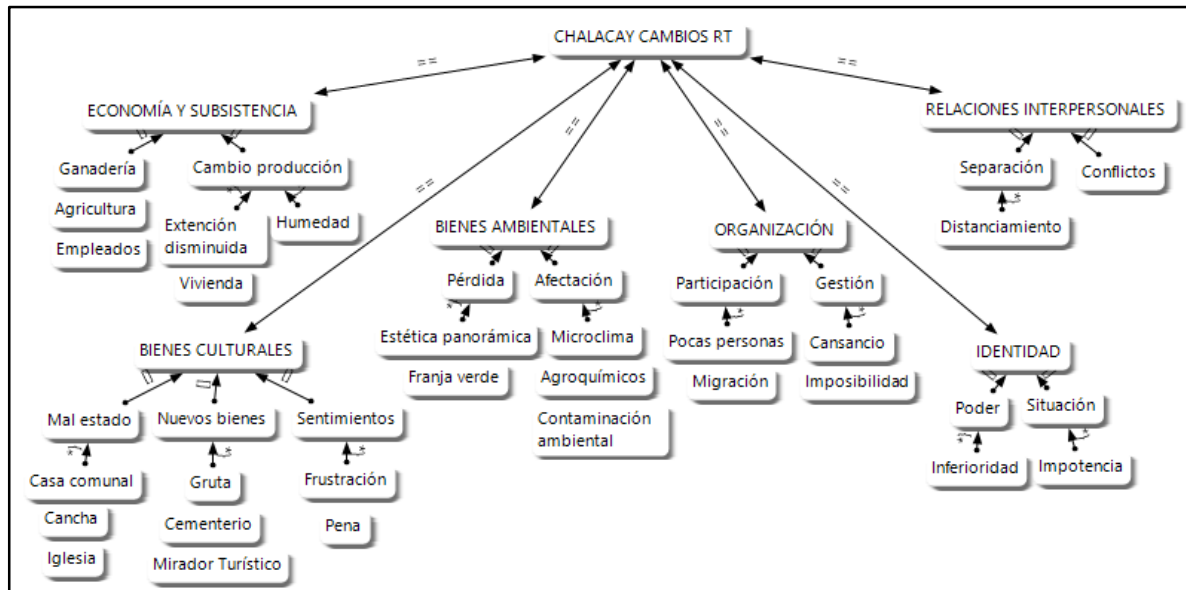 CHALACAY CAMBIOS RT
==
==
==
==
==
==
ECONOMÍA Y SUBSISTENCIA
Ganadería
Agricultura
Empleados
Cambio producción
Extención
disminuida
Vivienda
Humedad
BIENES CULTURALES
Mal estado
Casa comunal
Cancha
Iglesia
Nuevos bienes
Gruta
Cementerio
Mirador Turístico
Sentimientos
Frustración
Pena
BIENES AMBIENTALES
Pérdida
Estética panorámica
Franja verde
Afectación
Microclima
Agroquímicos
Contaminación
ambiental
ORGANIZACIÓN
Participación
Pocas personas
Migración
Gestión
Cansancio
Imposibilidad
IDENTIDAD
Poder
Inferioridad
Situación
Impotencia
RELACIONES INTERPERSONALES
Separación
Distanciamiento
Conflictos